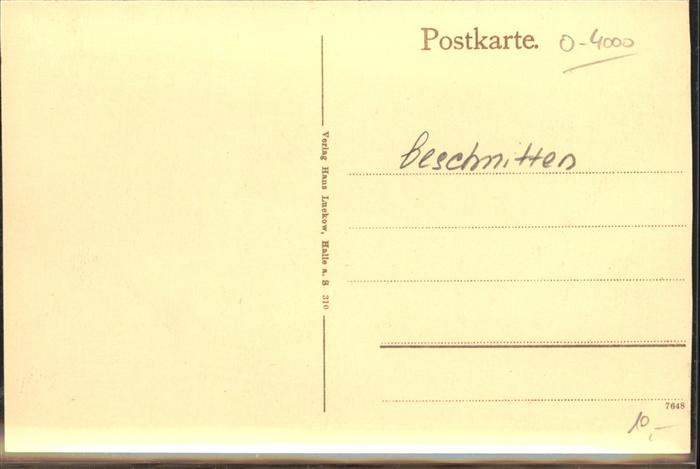 Postkarte. O-4000
Verlag Hans Luckow, Halle a. S 310
beschnitten
7648
10,-